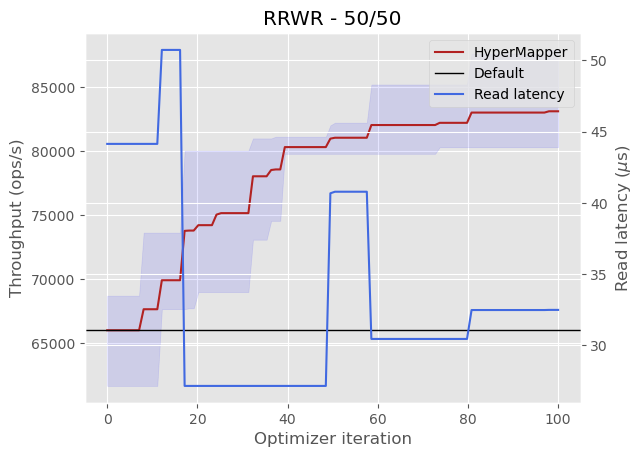 RRWR - 50/50
HyperMapper
Default
Read latency
85000
80000
75000
70000
65000
Throughput (ops/s)
50
45
40
35
30
Read latency (μs)
0 20 40 60 80 100
Optimizer iteration